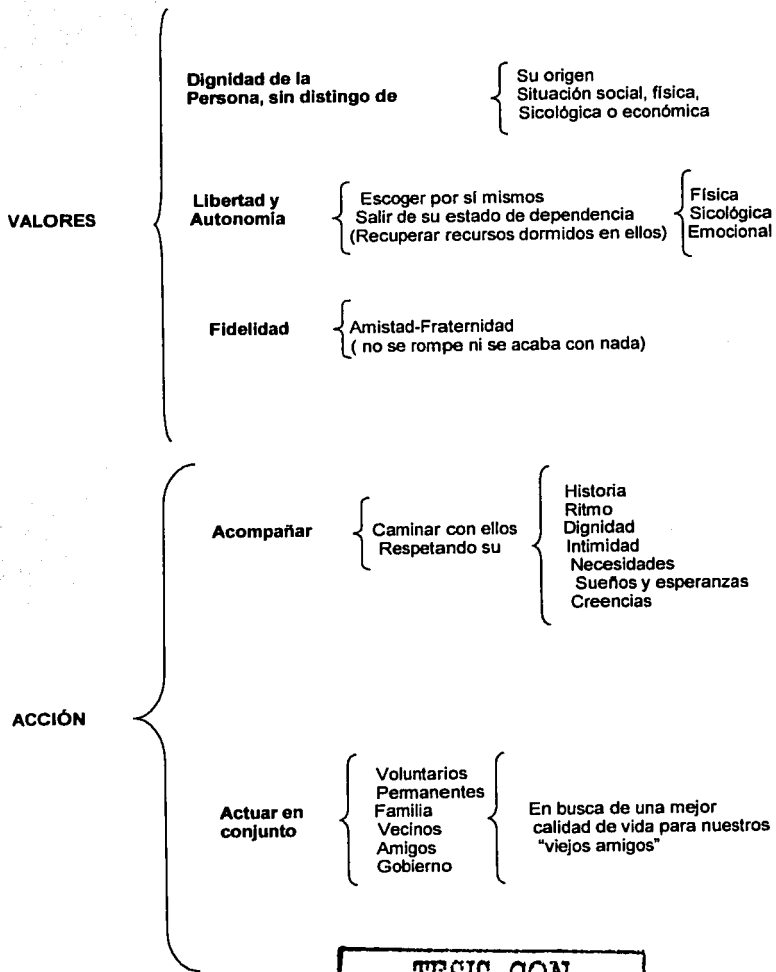 Dignidad de la
Persona, sin distingo de
Su origen
Situación social, física,
Sicológica o económica
VALORES
Libertad y
Autonomía
Escoger por sí mismos
Salir de su estado de dependencia
(Recuperar recursos dormidos en ellos)
Física
Sicológica
Emocional
Fidelidad
Amistad-Fraternidad
( no se rompe ni se acaba con nada)
ACCIÓN
Acompañar
Caminar con ellos
Respetando su
Historia
Ritmo
Dignidad
Intimidad
Necesidades
Sueños y esperanzas
Creencias
Actuar en
conjunto
Voluntarios
Permanentes
Familia
Vecinos
Amigos
Gobierno
En busca de una mejor
calidad de vida para nuestros
"viejos amigos"
TESIS CON